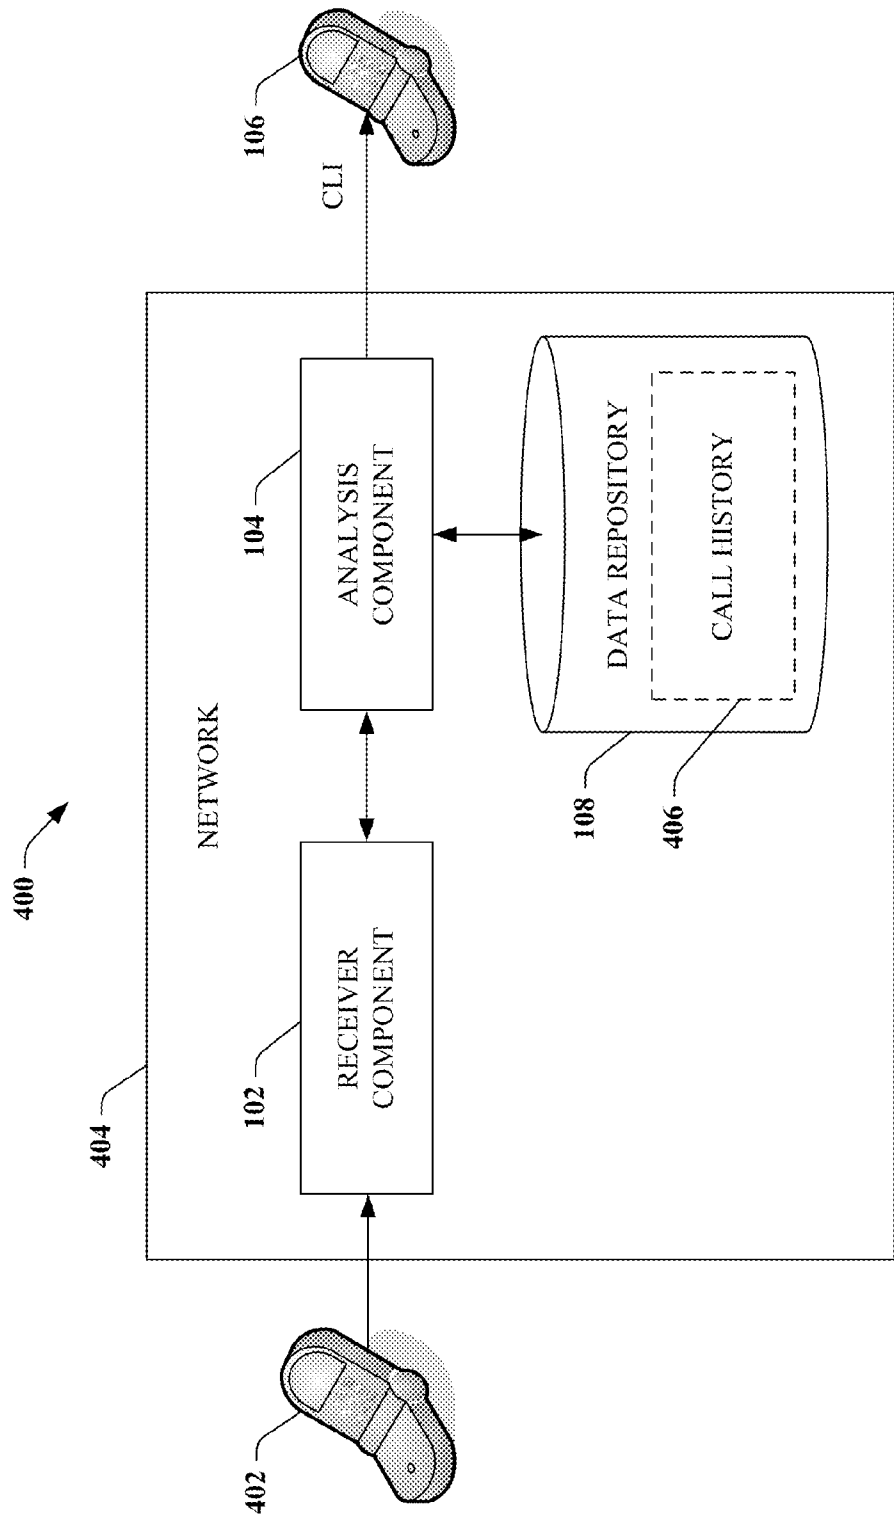 400
404
NETWORK
402
102
RECEIVER
COMPONENT
104
ANALYSIS
COMPONENT
CLI
106
108
DATA REPOSITORY
406
CALL HISTORY